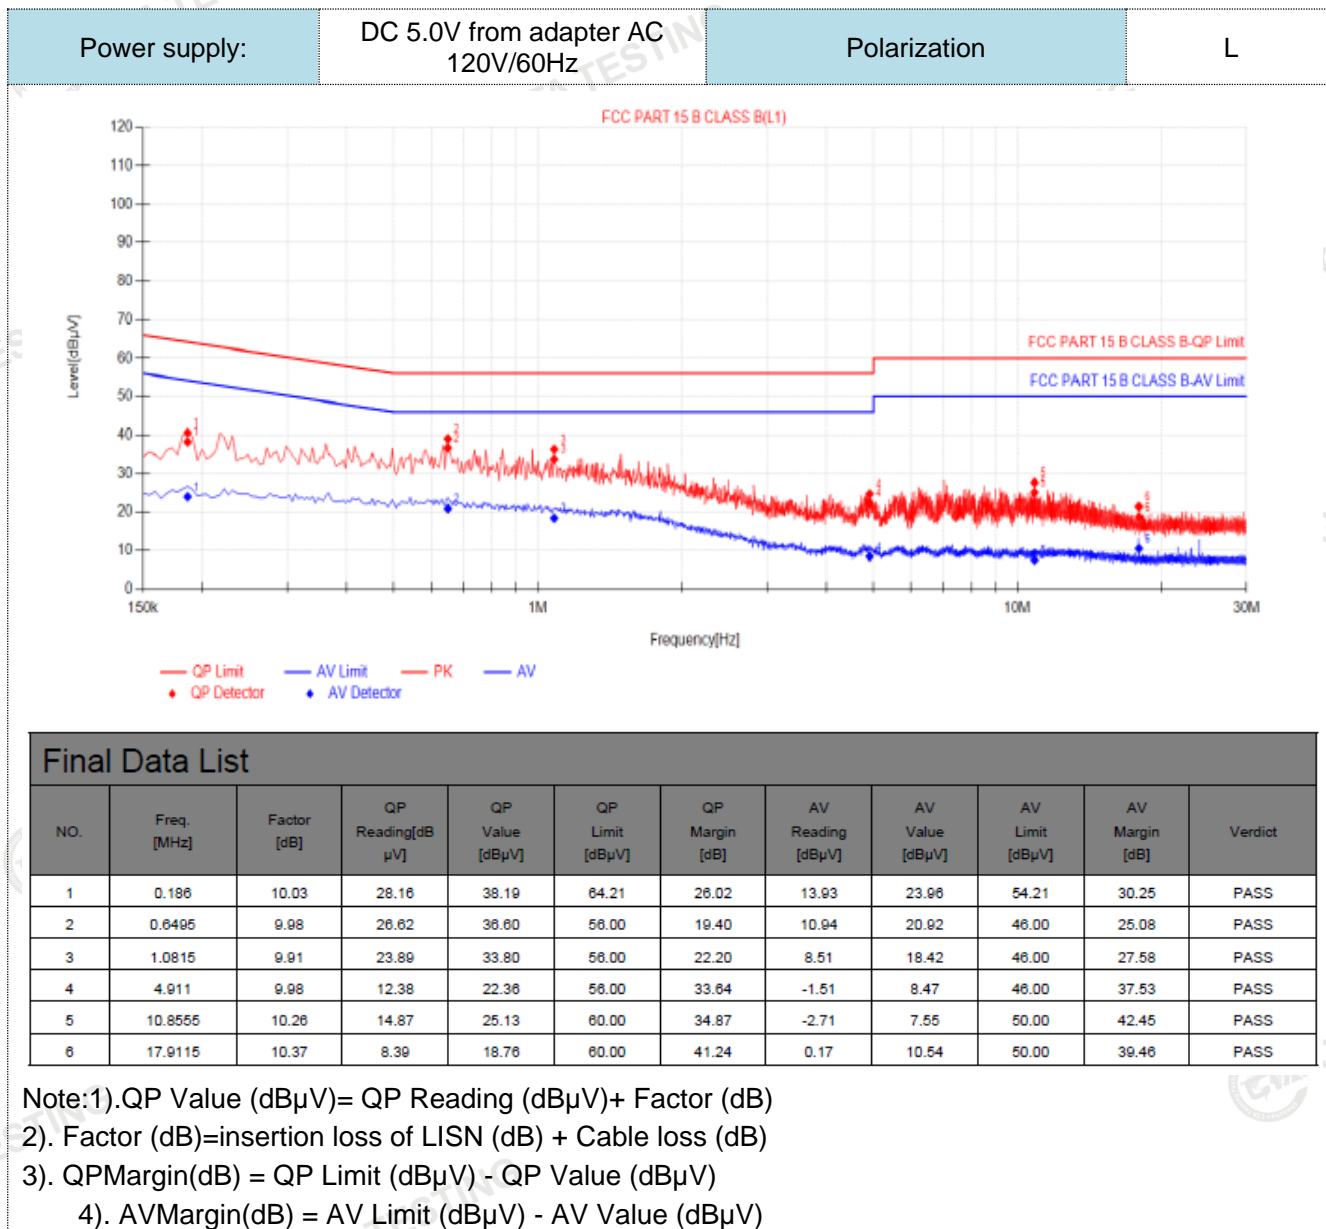 Power supply:
DC 5.0V from adapter AC
120V/60Hz
Polarization
L
FCC PART 15 B CLASS B(L1)
120
110
100
90
80
70
60
50
40
30
20
10
0
Level[dBµV]
FCC PART 15 B CLASS B-QP Limit
FCC PART 15 B CLASS B-AV Limit
150k
1M
10M
30M
Frequency[Hz]
QP Limit AV Limit PK AV
QP Detector AV Detector
Final Data List
NO. Freq. [MHz] Factor [dB] QP Reading[dB µV] QP Value [dBµV] QP Limit [dBµV] QP Margin [dB] AV Reading [dBµV] AV Value [dBµV] AV Limit [dBµV] AV Margin [dB] Verdict
1 0.186 10.03 28.16 38.19 64.21 26.02 13.93 23.96 54.21 30.25 PASS
2 0.6495 9.98 26.62 36.60 56.00 19.40 10.94 20.92 46.00 25.08 PASS
3 1.0815 9.91 23.89 33.80 56.00 22.20 8.51 18.42 46.00 27.58 PASS
4 4.911 9.98 12.38 22.36 56.00 33.64 -1.51 8.47 46.00 37.53 PASS
5 10.8555 10.26 14.87 25.13 60.00 34.87 -2.71 7.55 50.00 42.45 PASS
6 17.9115 10.37 8.39 18.76 60.00 41.24 0.17 10.54 50.00 39.46 PASS
Note:1).QP Value (dBµV)= QP Reading (dBµV)+ Factor (dB)
2). Factor (dB)=insertion loss of LISN (dB) + Cable loss (dB)
3). QPMargin(dB) = QP Limit (dBµV) - QP Value (dBµV)
4). AVMargin(dB) = AV Limit (dBµV) - AV Value (dBµV)